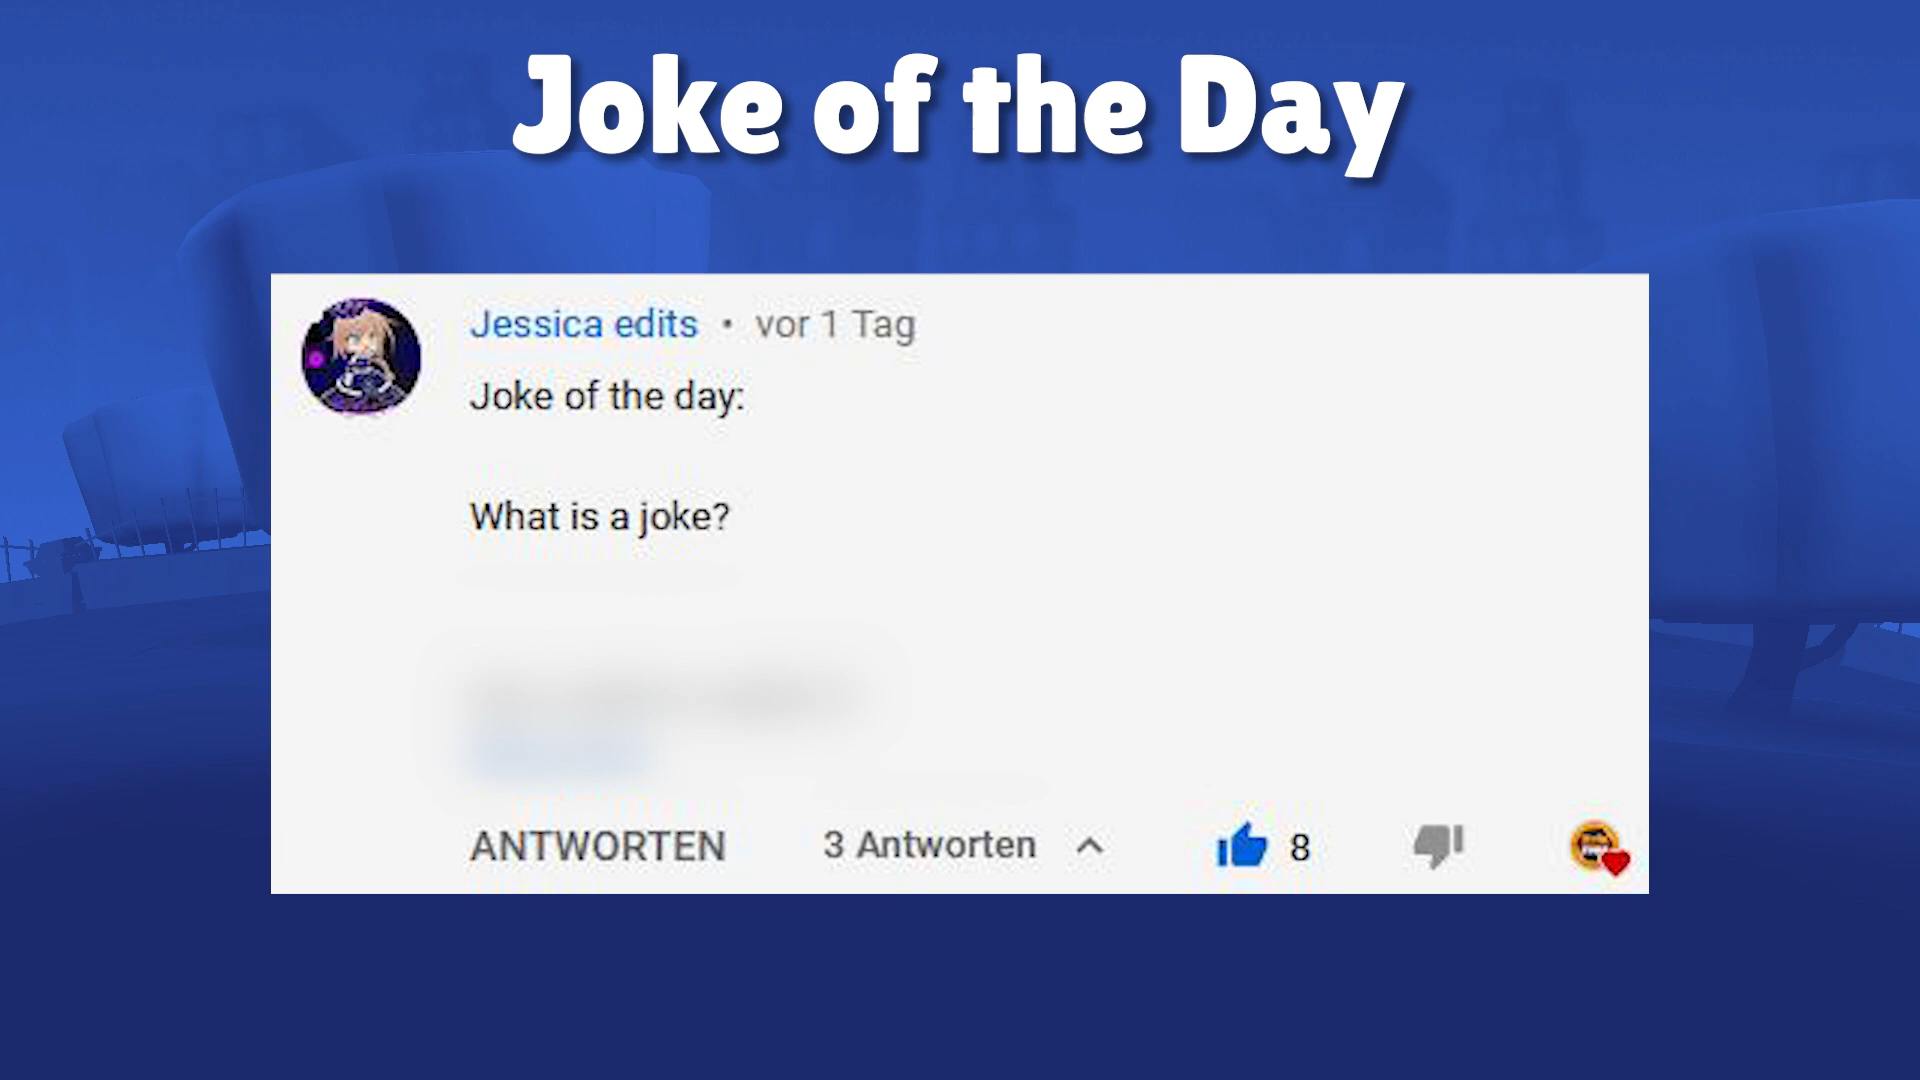 Joke of the Day
Jessica edits • vor 1 Tag
Joke of the day:
What is a joke?
ANTWORTEN 3 Antworten 8